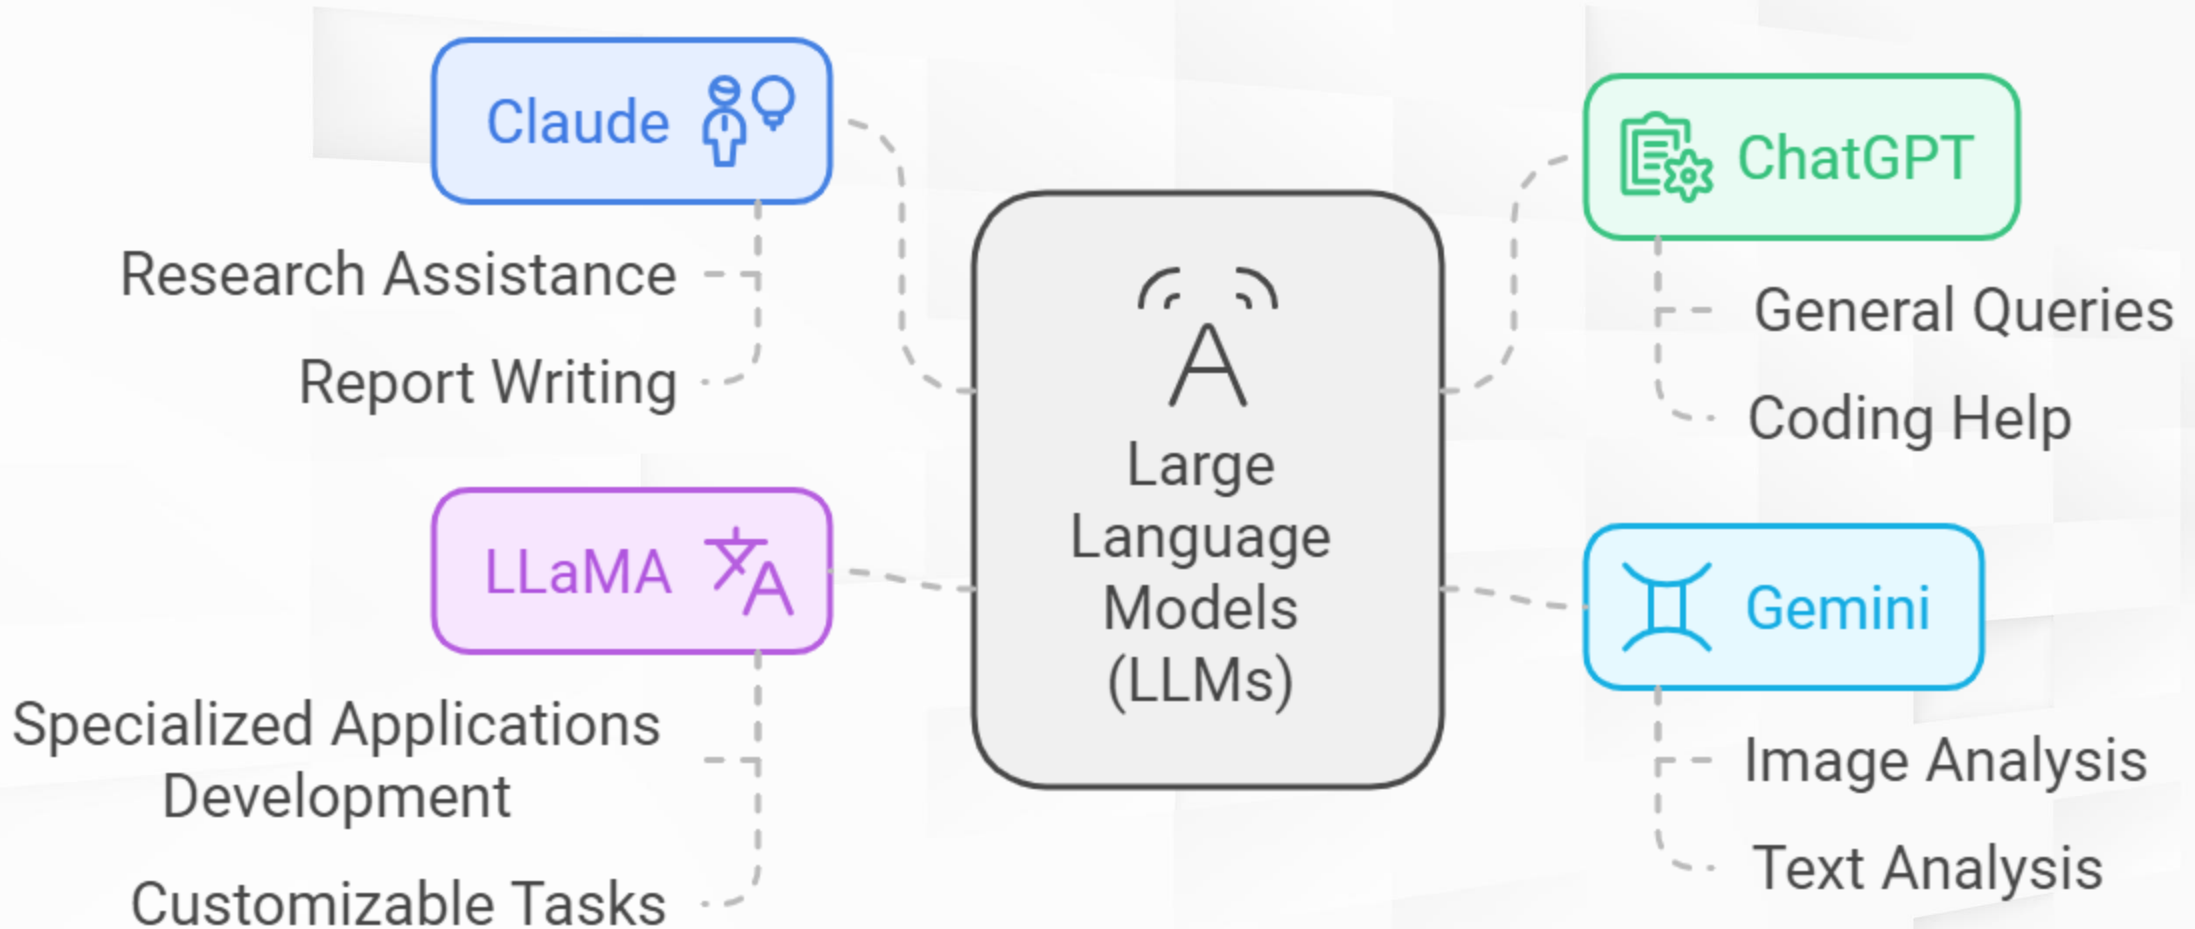 Claude
Research Assistance
Report Writing
LLaMA
Specialized Applications
Development
Customizable Tasks
Large
Language
Models
(LLMs)
ChatGPT
General Queries
Coding Help
Gemini
Image Analysis
Text Analysis